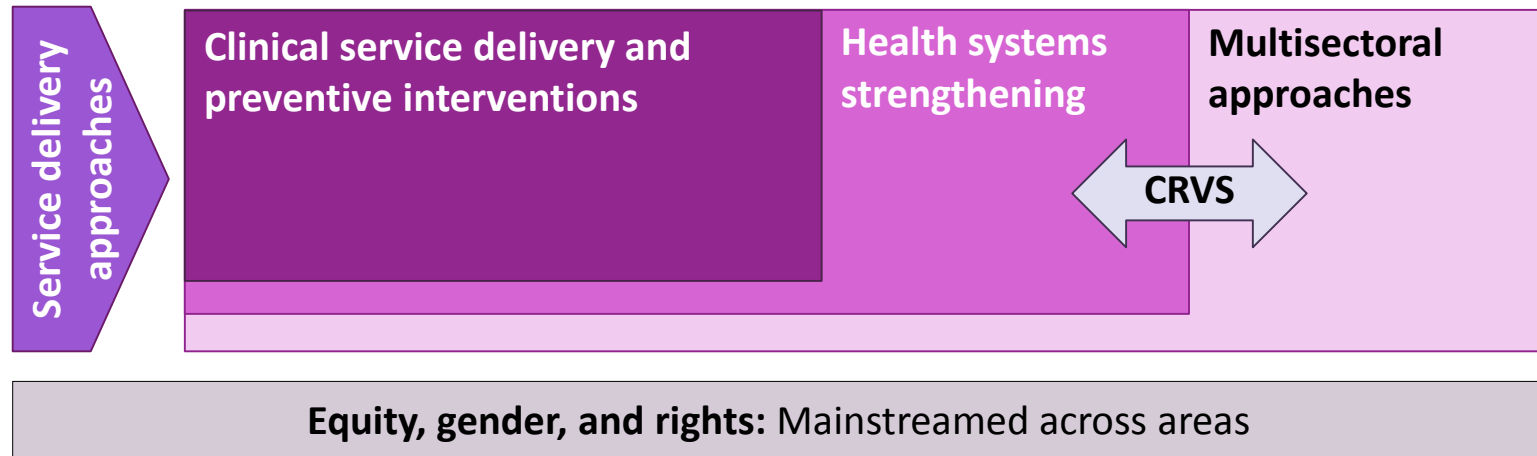 Service delivery
approaches
Clinical service delivery and
preventive interventions
Health systems
strengthening
Multisectoral
approaches
CRVS
Equity, gender, and rights: Mainstreamed across areas